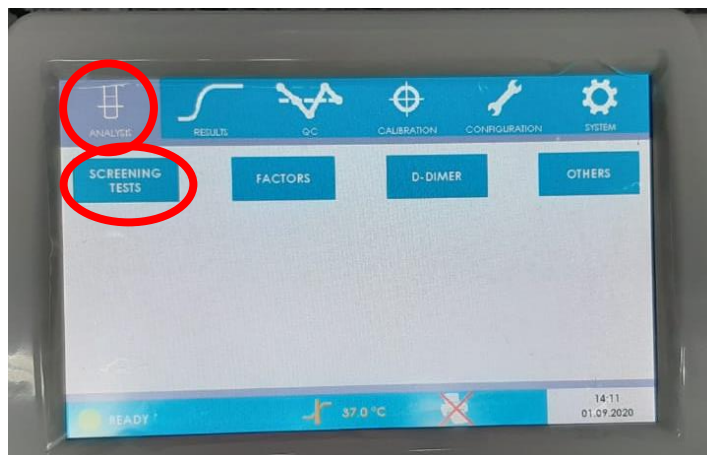 ANALYSIS RESULTS QC CALIBRATION CONFIGURATION SYSTEM
SCREENING
TESTS
FACTORS
D-DIMER
OTHERS
READY
37.0 °C
14:11
01.09.2020